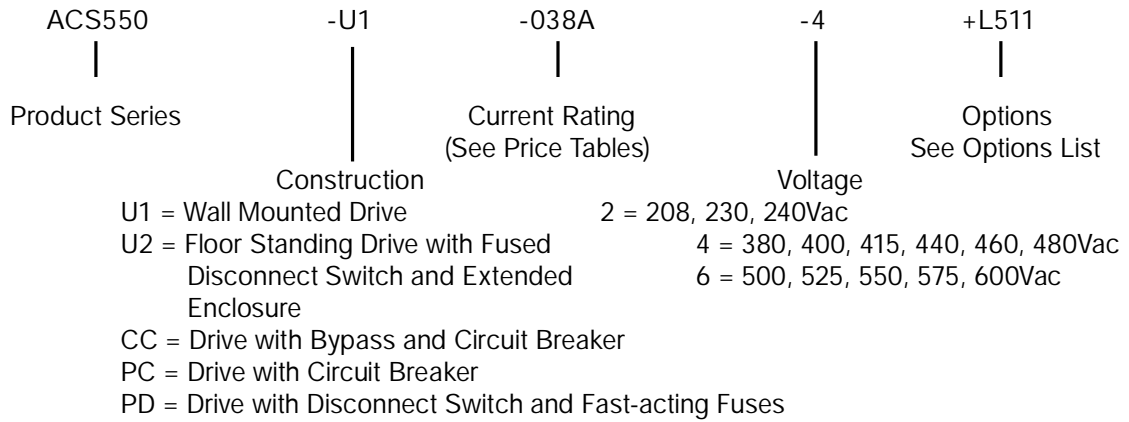 ACS550 -U1 -038A -4 +L511
Product Series Current Rating Options
(See Price Tables) See Options List
Construction Voltage
U1 = Wall Mounted Drive 2 = 208, 230, 240Vac
U2 = Floor Standing Drive with Fused 4 = 380, 400, 415, 440, 460, 480Vac
Disconnect Switch and Extended 6 = 500, 525, 550, 575, 600Vac
Enclosure
CC = Drive with Bypass and Circuit Breaker
PC = Drive with Circuit Breaker
PD = Drive with Disconnect Switch and Fast-acting Fuses